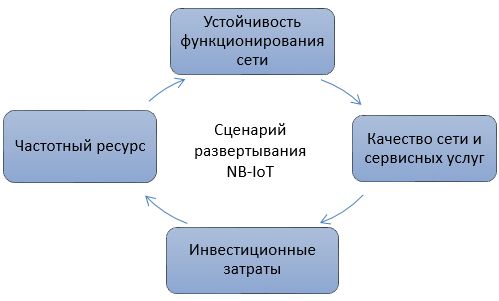 Устойчивость
функционирования
сети
Частотный ресурс
Сценарий
развертывания
NB-IoT
Качество сети и
сервисных услуг
Инвестиционные
затраты